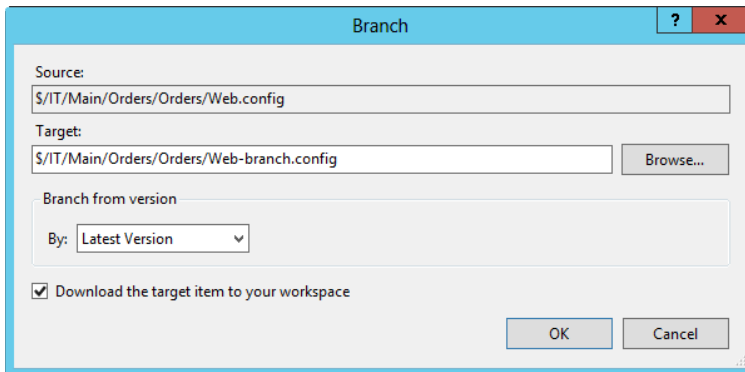 Branch
?
x
Source:
$/IT/Main/Orders/Orders/Web.config
Target:
$/IT/Main/Orders/Orders/Web-branch.config
Browse...
Branch from version
By: Latest Version
Download the target item to your workspace
OK
Cancel